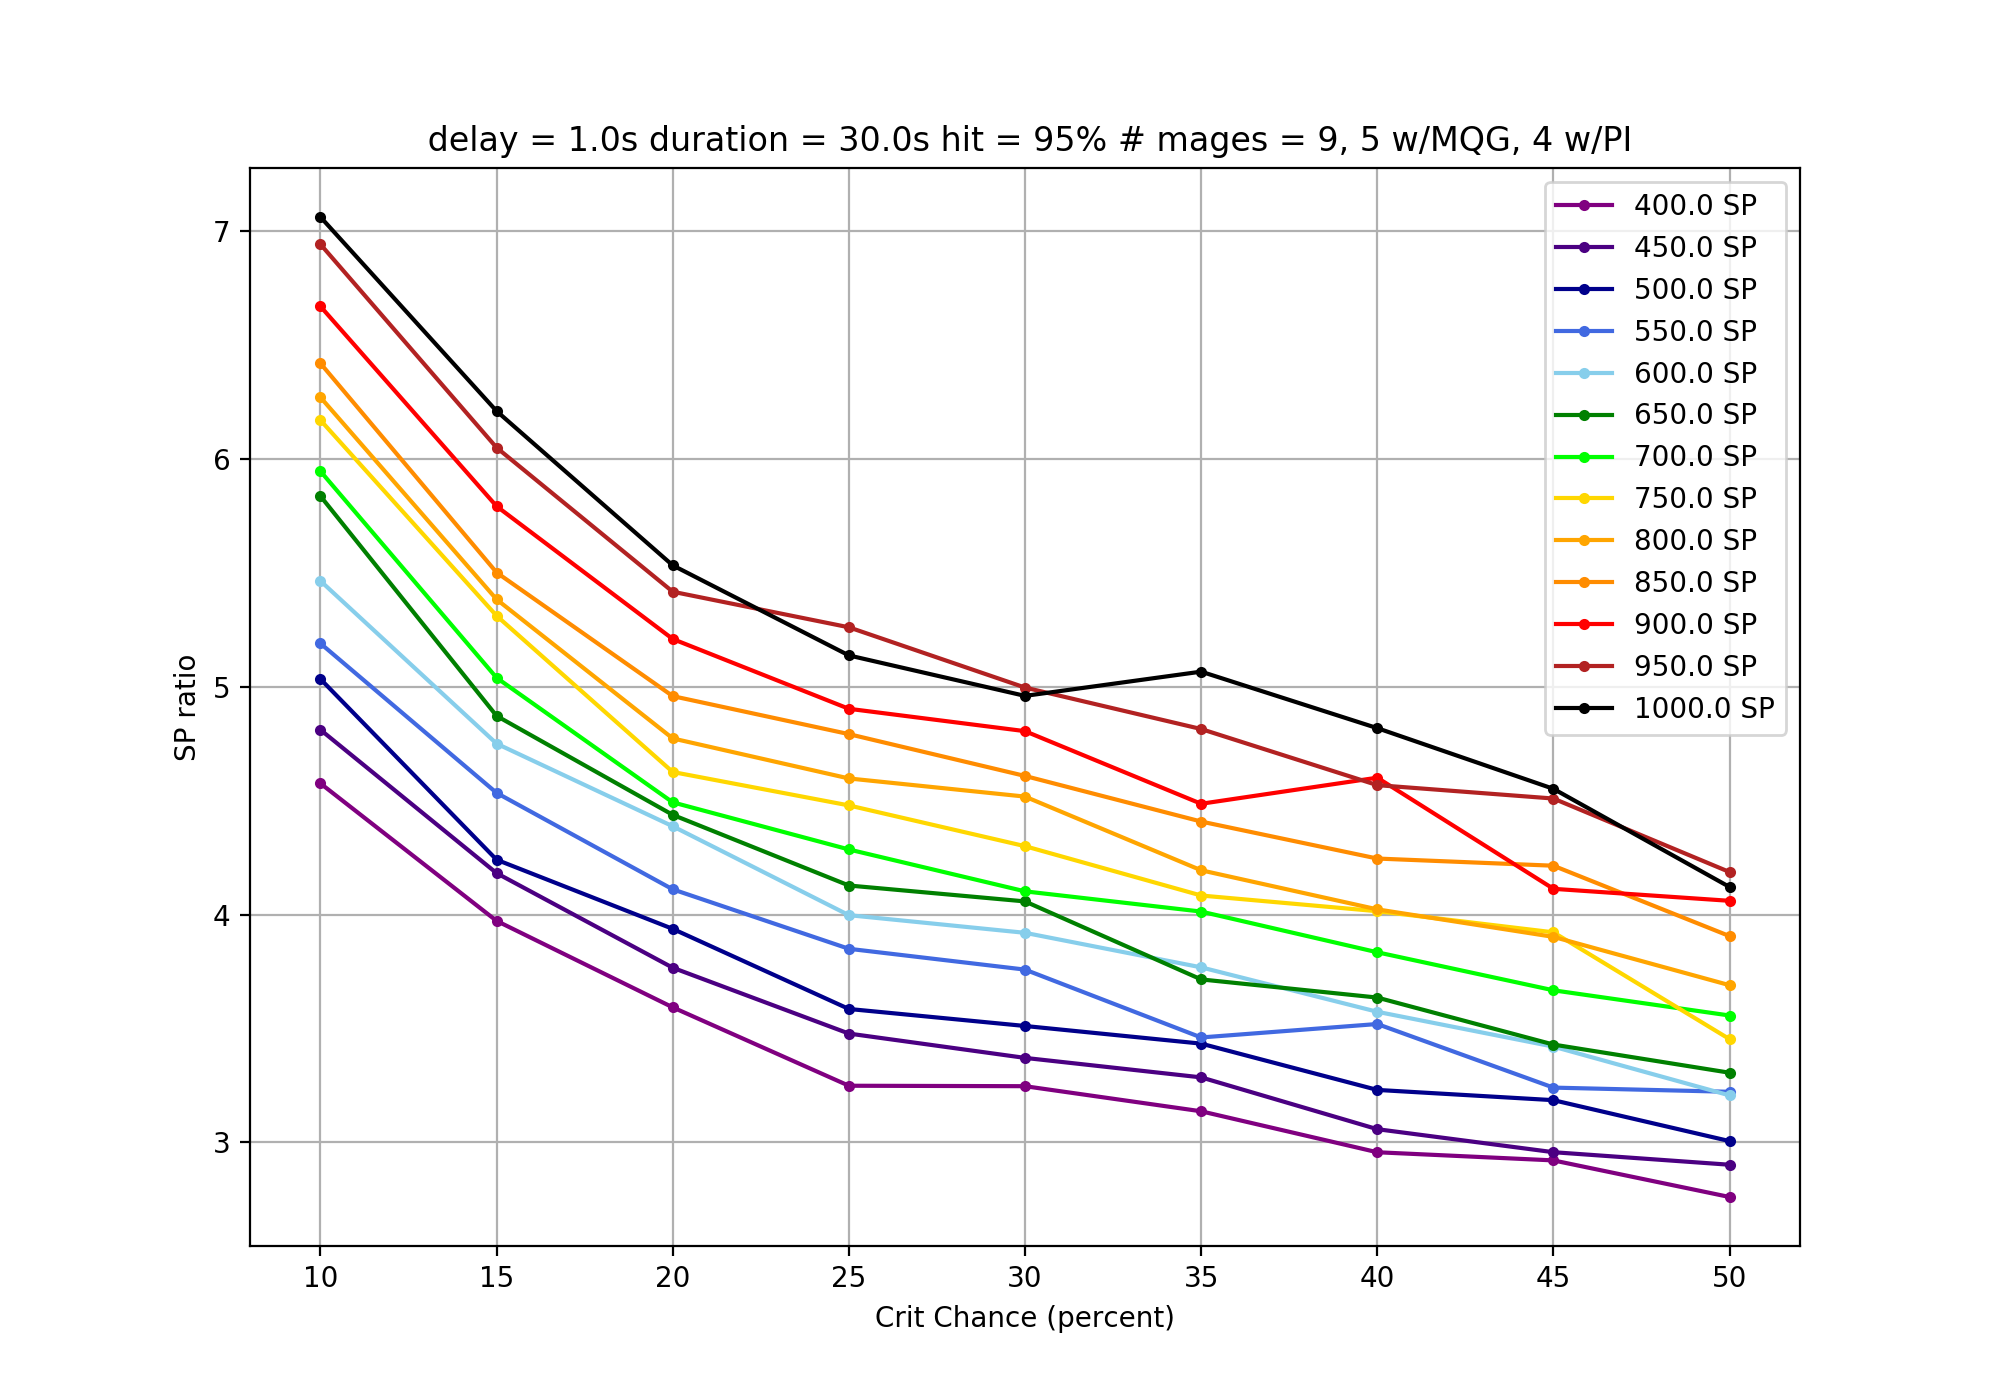 delay = 1.0s duration = 30.0s hit = 95% # mages = 9, 5 w/MQG, 4 w/PI
7
6
5
4
3
SP ratio
400.0 SP
450.0 SP
500.0 SP
550.0 SP
600.0 SP
650.0 SP
700.0 SP
750.0 SP
800.0 SP
850.0 SP
900.0 SP
950.0 SP
1000.0 SP
10 15 20 25 30 35 40 45 50
Crit Chance (percent)